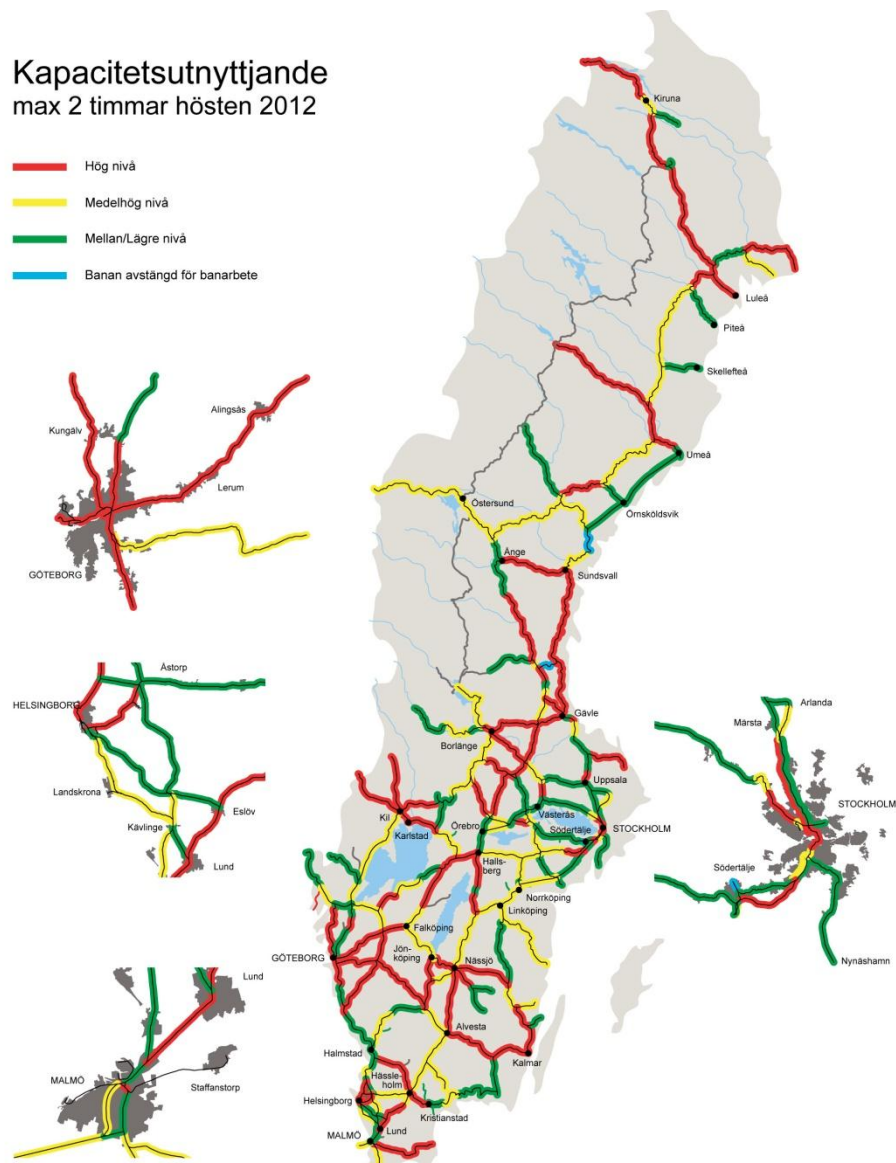 Kapacitetsutnyttjande
max 2 timmar hösten 2012
Hög nivå
Medelhög nivå
Mellan/Lägre nivå
Banan avstängd för banarbete
Kiruna
Luleå
Piteå
Skellefteå
Umeå
Örnsköldsvik
Östersund
Ånge
Sundsvall
Gävle
Borlänge
Uppsala
Kil
Karlstad
Örebro
Västerås
Södertälje
STOCKHOLM
Halls-
berg
Norrköping
Linköping
Falköping
GÖTEBORG
Jön-
köping
Nässjö
Alvesta
Halmstad
Kalmar
Hässle-
holm
Helsingborg
Kristianstad
Lund
MALMÖ
Kungälv
Alingsås
Lerum
GÖTEBORG
Åstorp
HELSINGBORG
Landskrona
Eslöv
Kävlinge
Lund
Lund
MALMÖ
Staffanstorp
Arlanda
Märsta
STOCKHOLM
Södertälje
Nynäshamn